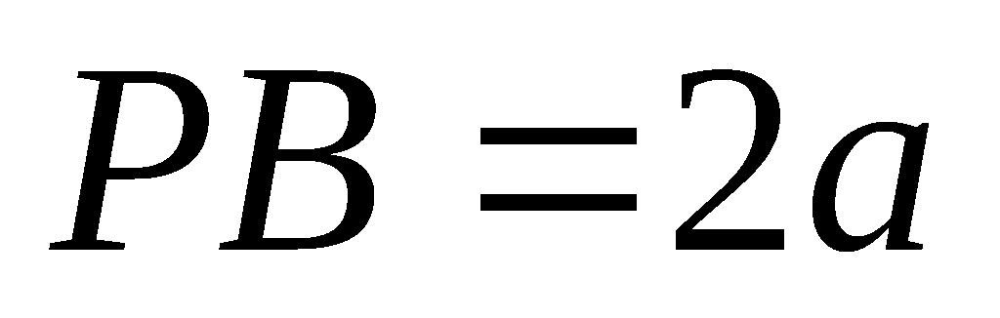 PB = 2a